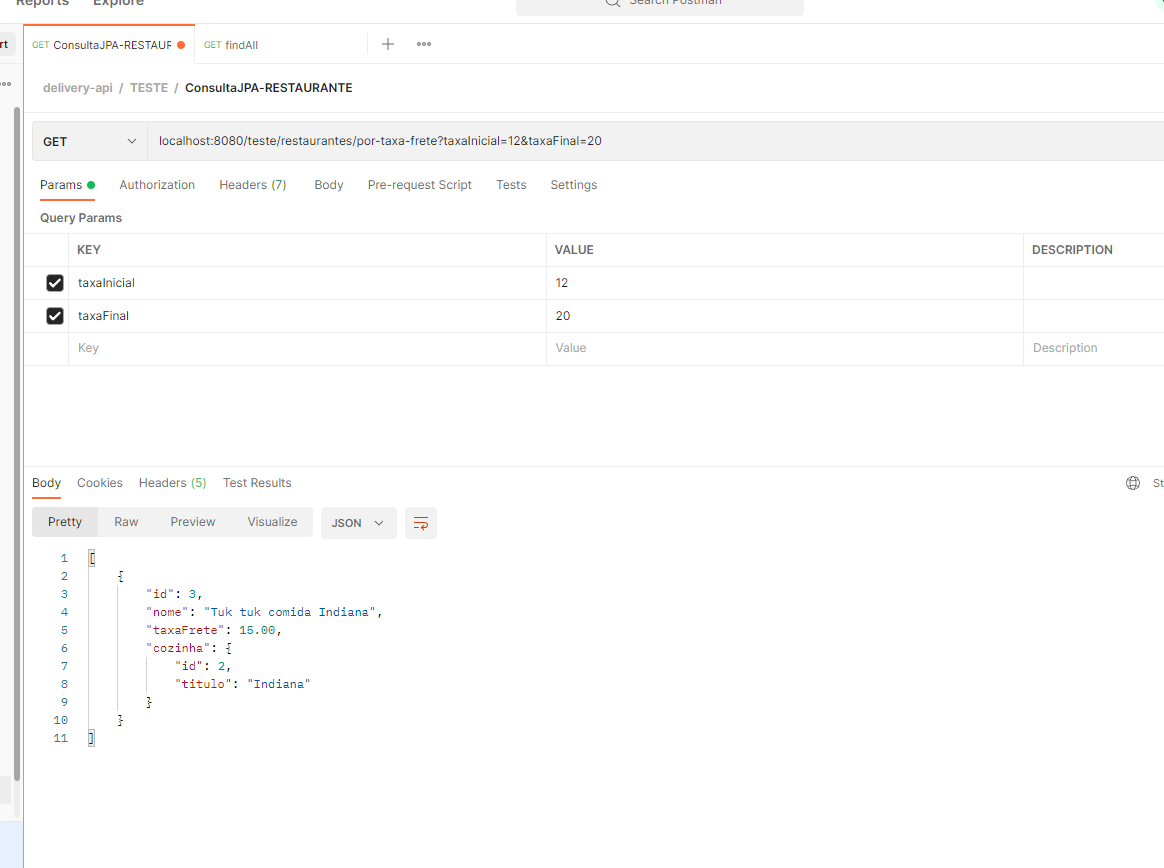 Reports Explore Search Postman
rt GET ConsultaJPA-RESTAUR GET findAll
delivery-api / TESTE / ConsultaJPA-RESTAURANTE
GET localhost:8080/teste/restaurantes/por-taxa-frete?taxaInicial=12&taxaFinal=20
Params Authorization Headers (7) Body Pre-request Script Tests Settings
Query Params
KEY VALUE DESCRIPTION
taxaInicial 12
taxaFinal 20
Key Value Description
Body Cookies Headers (5) Test Results St
Pretty Raw Preview Visualize JSON
1 [
2 {
3 "id": 3,
4 "nome": "Tuk tuk comida Indiana",
5 "taxaFrete": 15.00,
6 "cozinha": {
7 "id": 2,
8 "titulo": "Indiana"
9 }
10 }
11 ]